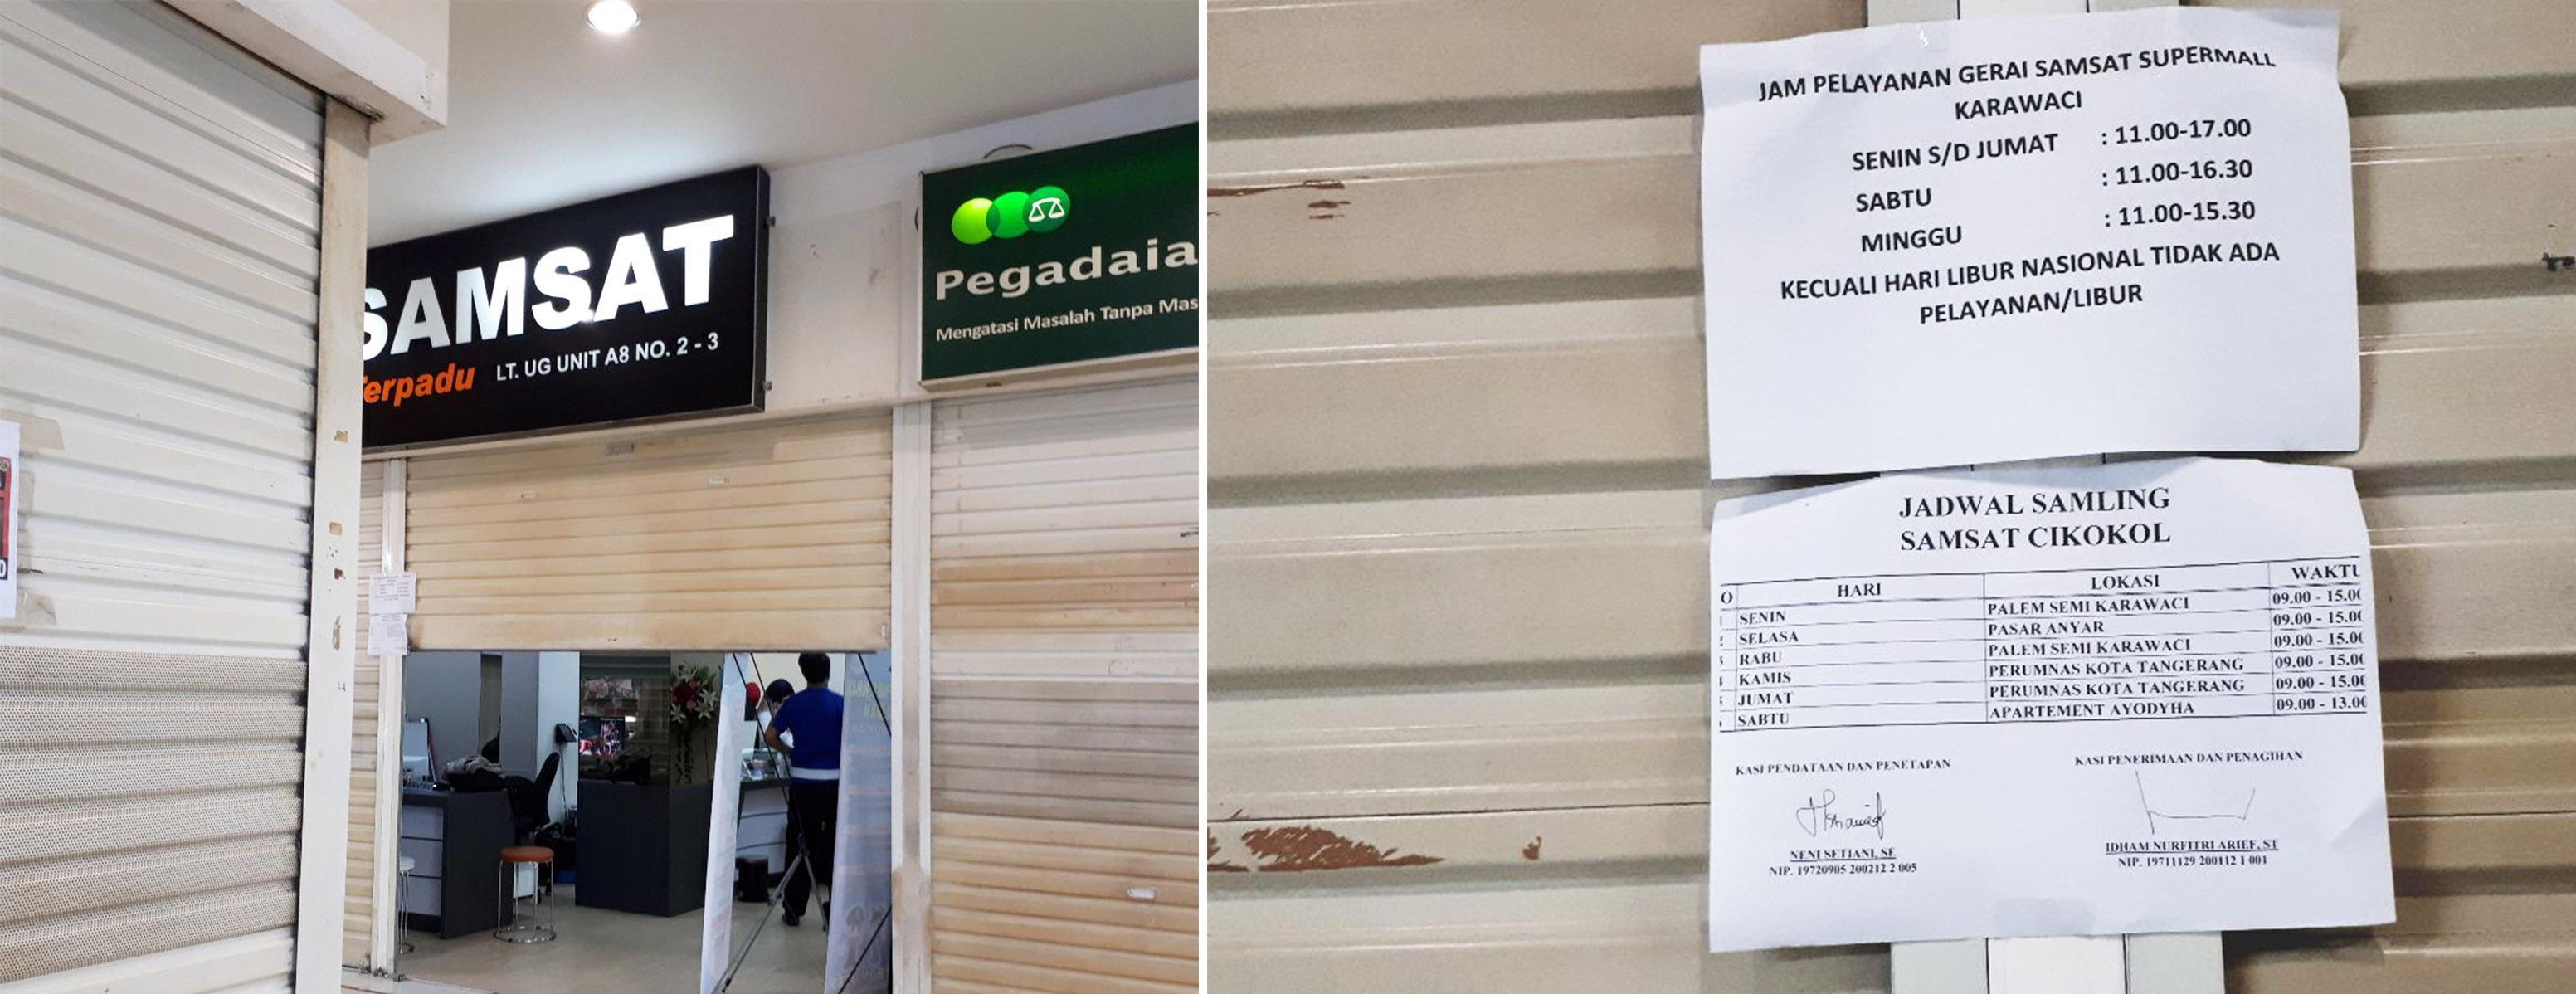 SAMSAT
Terpadu LT. UG UNIT A8 NO. 2 - 3
Pegadaia
Mengatasi Masalah Tanpa Mas
JAM PELAYANAN GERAI SAMSAT SUPERMALL
KARAWACI
SENIN S/D JUMAT : 11.00-17.00
SABTU : 11.00-16.30
MINGGU : 11.00-15.30
KECUALI HARI LIBUR NASIONAL TIDAK ADA
PELAYANAN/LIBUR
JADWAL SAMLING
SAMSAT CIKOKOL
O HARI LOKASI WAKTU
SENIN PALEM SEMI KARAWACI 09.00 - 15.00
SELASA PASAR ANYAR 09.00 - 15.00
RABU PALEM SEMI KARAWACI 09.00 - 15.00
KAMIS PERUMNAS KOTA TANGERANG 09.00 - 15.00
JUMAT PERUMNAS KOTA TANGERANG 09.00 - 15.00
SABTU APARTEMENT AYODYHA 09.00 - 13.00
KASI PENDATAAN DAN PENETAPAN KASI PENERIMAAN DAN PENAGIHAN
NENI SETIANI, SE IDHAM NURFITRI ARIEF, ST
NIP. 19720905 200212 2 005 NIP. 19711129 200112 1 001